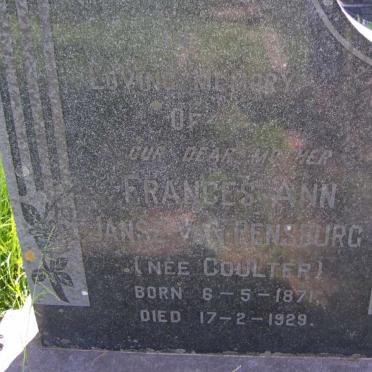 LOVING MEMORY
OF
OUR DEAR MOTHER
FRANCES ANN
JANSE V. RENSBURG
(NEE COULTER)
BORN 6-5-1871.
DIED 17-2-1929.